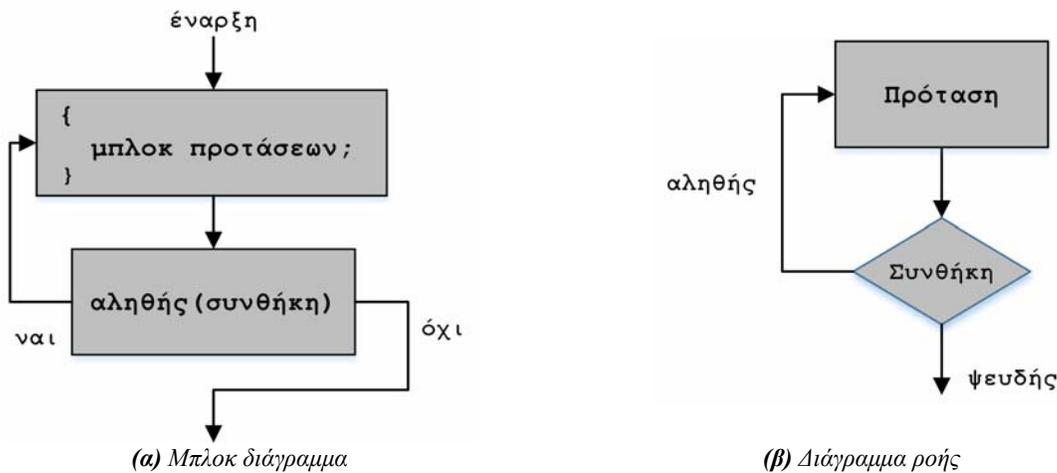 έναρξη
{
μπλοκ προτάσεων;
}
αληθής(συνθήκη)
ναι
όχι
(α) Μπλοκ διάγραμμα
Πρόταση
αληθής
Συνθήκη
ψευδής
(β) Διάγραμμα ροής